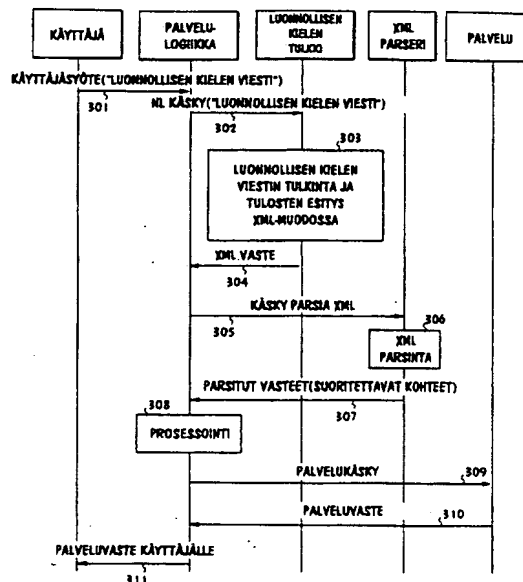 KÄYTTÄJÄ
PALVELU-
LOGIIKKA
LUONNOLLISEN
KIELEN
TULKKI
XML
PARSERI
PALVELU
KÄYTTÄJÄSYÖTE("LUONNOLLISEN KIELEN VIESTI")
301
NL KÄSKY("LUONNOLLISEN KIELEN VIESTI")
302
303
LUONNOLLISEN KIELEN
VIESTIN TULKINTA JA
TULOSTEN ESITYS
XML-MUODOSSA
XML VASTE
304
KÄSKY PARSIA XML
305
306
XML
PARSINTA
PARSITUT VASTEET(SUORITETTAVAT KOHTEET)
307
308
PROSESSOINTI
PALVELUKÄSKY
309
PALVELUVASTE
310
PALVELUVASTE KÄYTTÄJÄLLE
311